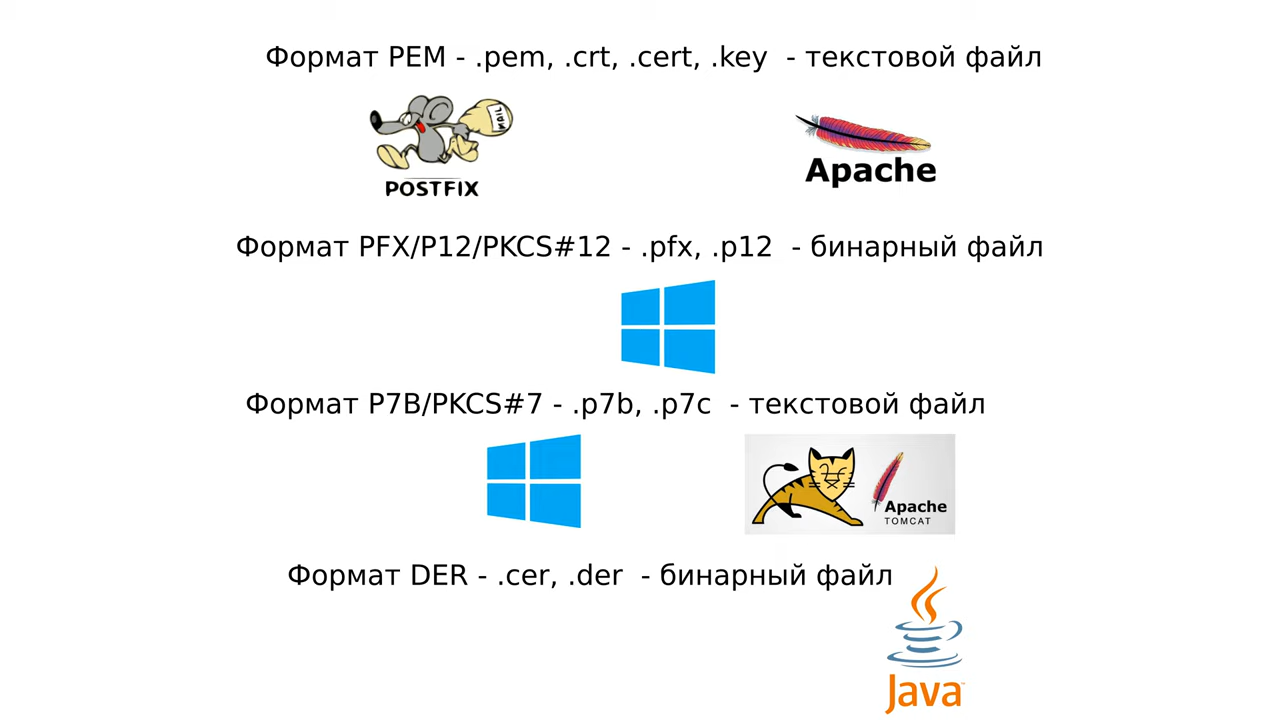 Формат PEM - .pem, .crt, .cert, .key - текстовой файл
MAIL
POSTFIX
Apache
Формат PFX/P12/PKCS#12 - .pfx, .p12 - бинарный файл
Формат P7B/PKCS#7 - .p7b, .p7c - текстовой файл
Apache
TOMCAT
Формат DER - .cer, .der - бинарный файл
Java